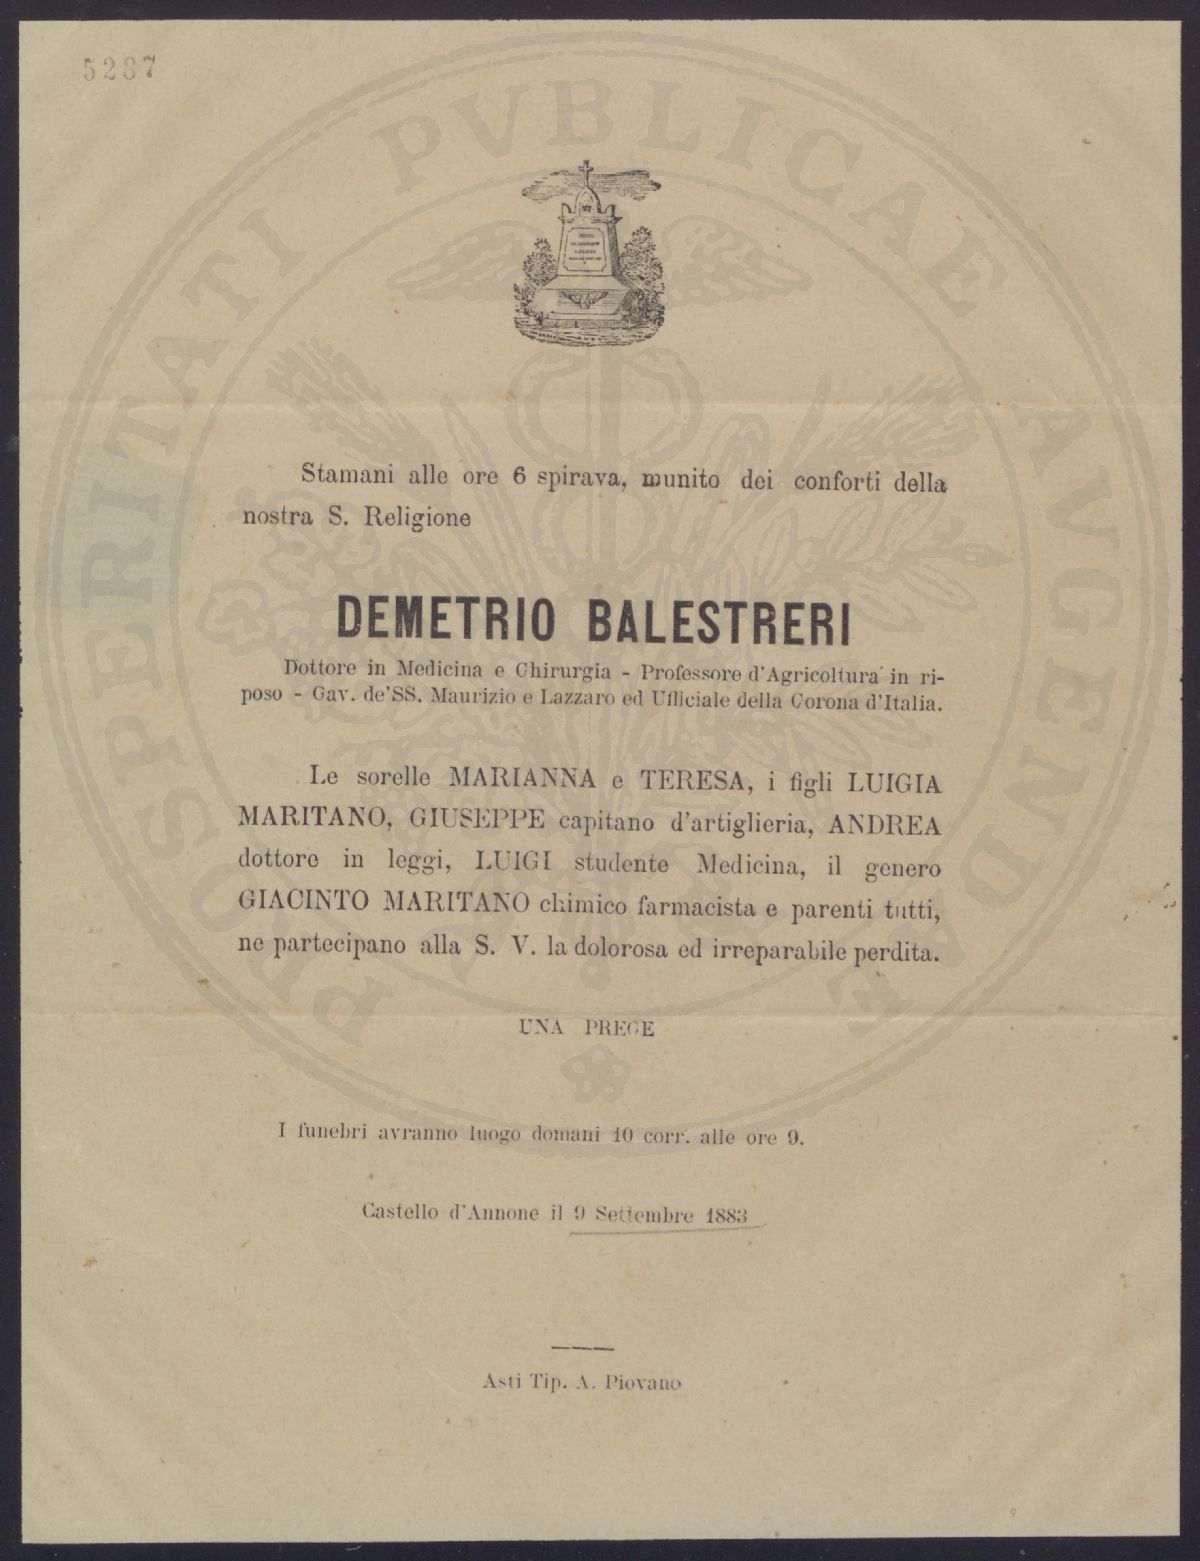 5287
Stamani alle ore 6 spirava, munito dei conforti della
nostra S. Religione
DEMETRIO BALESTRERI
Dottore in Medicina e Chirurgia - Professore d'Agricoltura in ri-
poso - Cav. de'SS. Maurizio e Lazzaro ed Ufficiale della Corona d'Italia.
Le sorelle MARIANNA e TERESA, i figli LUIGIA
MARITANO, GIUSEPPE capitano d'artiglieria, ANDREA
dottore in leggi, LUIGI studente Medicina, il genero
GIACINTO MARITANO chimico farmacista e parenti tutti,
ne partecipano alla S. V. la dolorosa ed irreparabile perdita.
UNA PRECE
I funebri avranno luogo domani 10 corr. alle ore 9.
Castello d'Annone il 9 Settembre 1883
Asti Tip. A. Piovano
PROSPERITATI PVBLICAE AVGENDAE